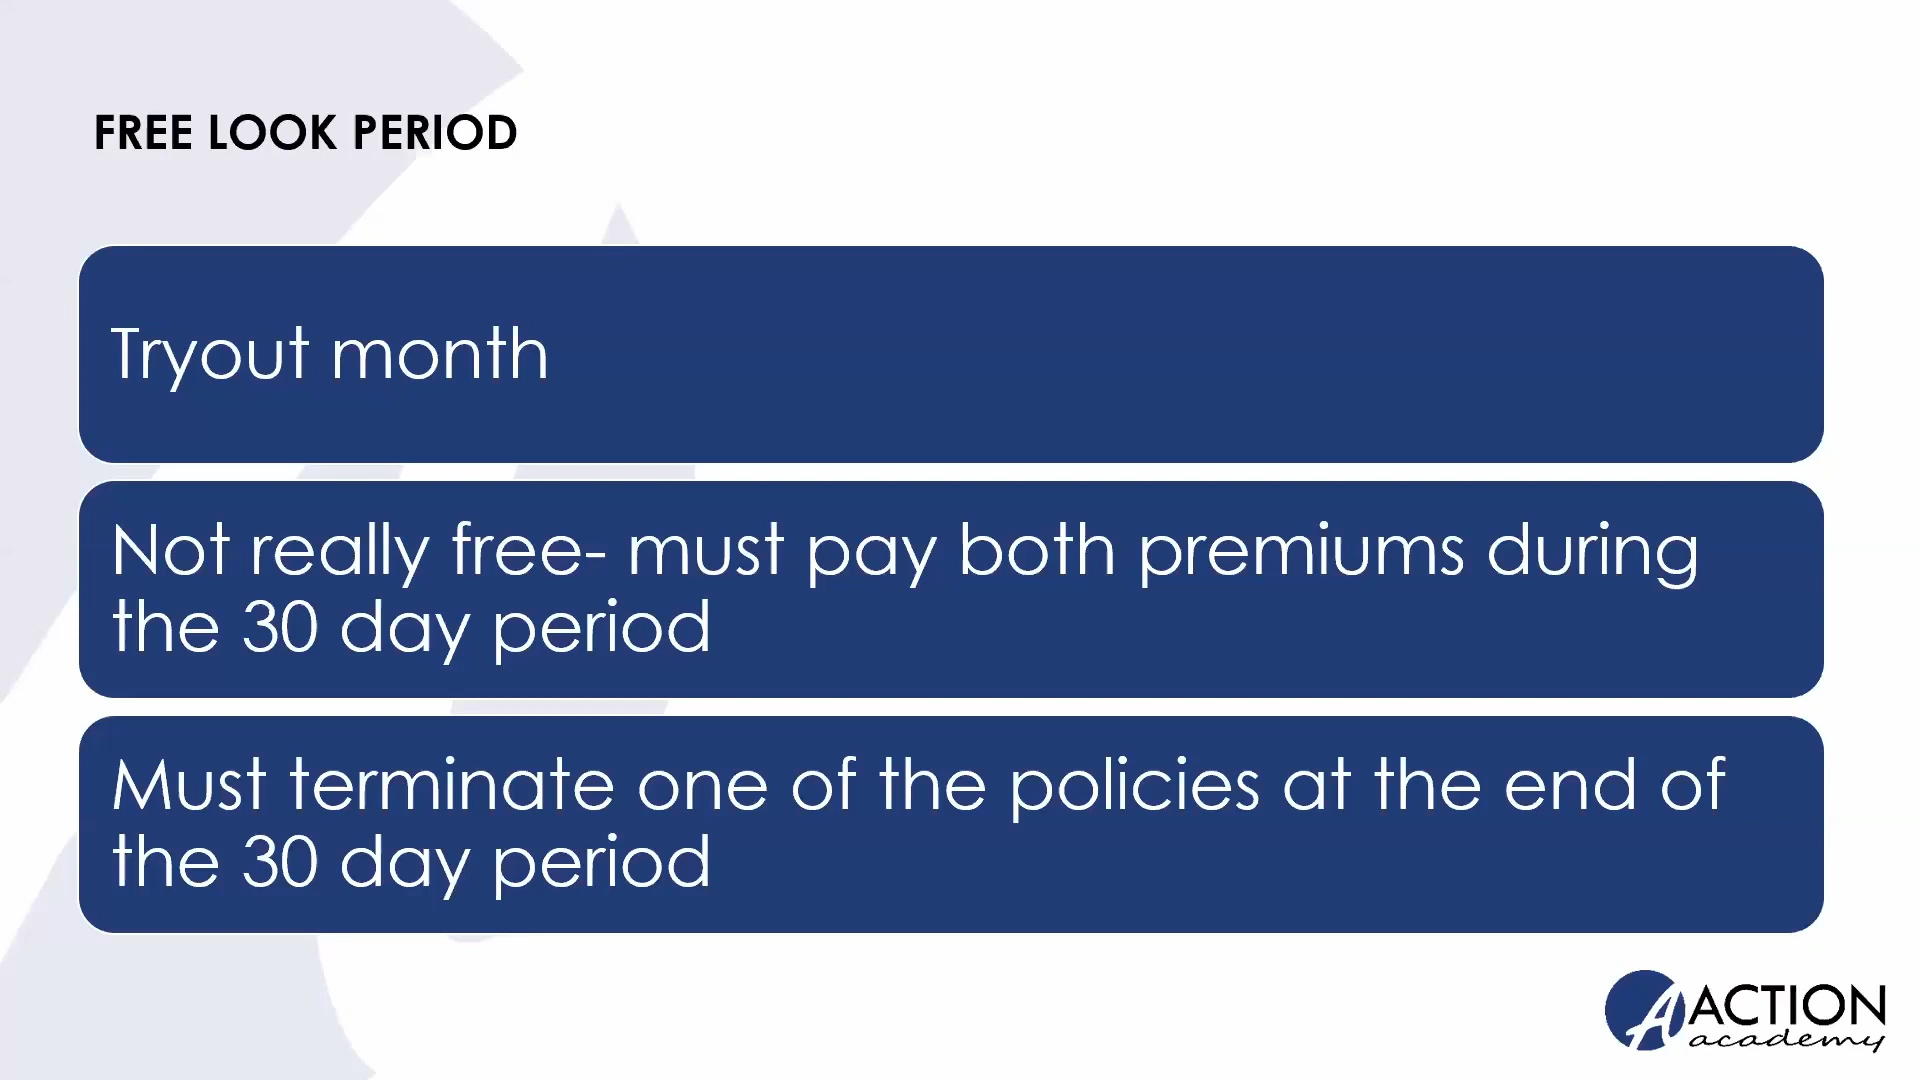 FREE LOOK PERIOD
Tryout month
Not really free- must pay both premiums during
the 30 day period
Must terminate one of the policies at the end of
the 30 day period
A ACTION
academy